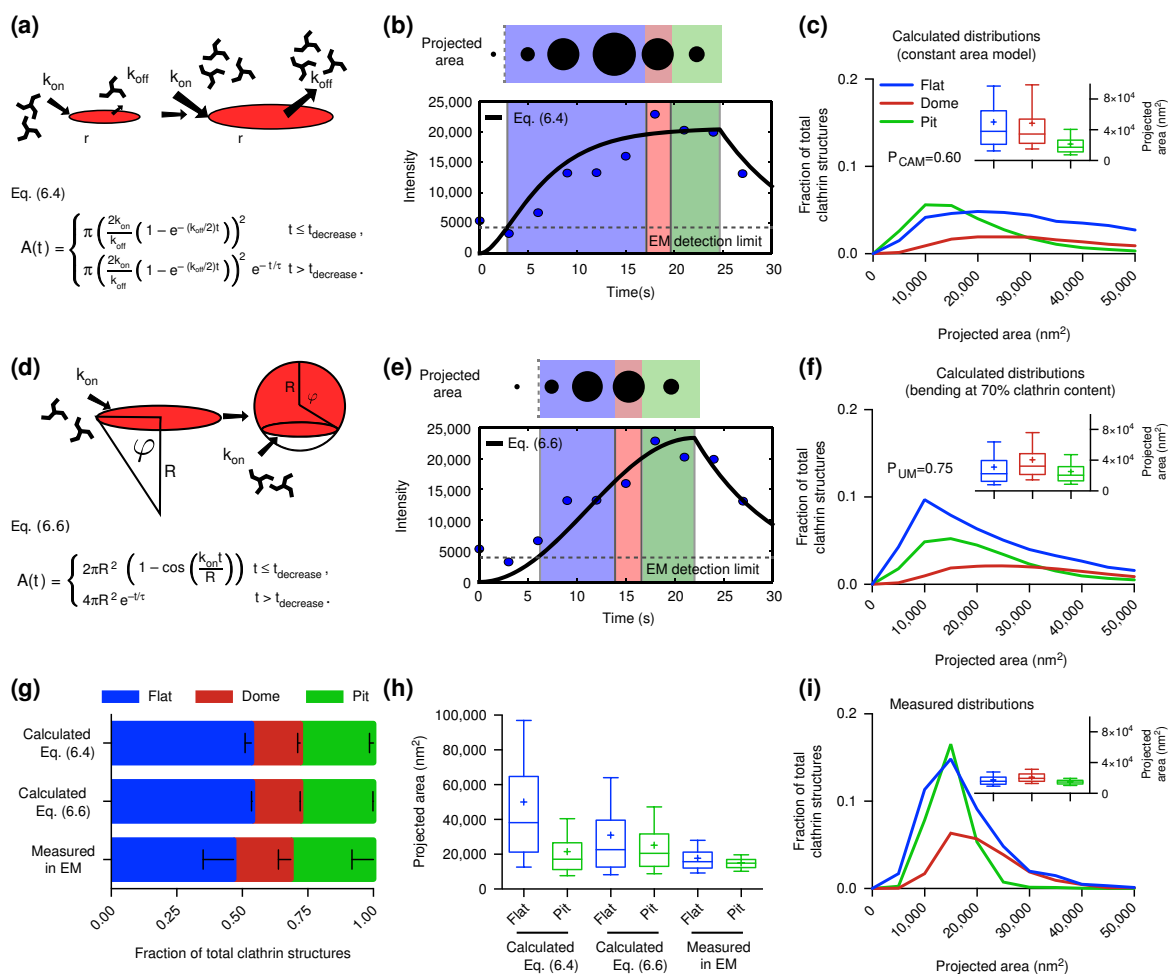 (a)
k_on
k_off
r
k_on
k_off
r
Eq. (6.4)
A(t) = { π (2k_on/k_off (1 – e^–(k_off/2)t))² t ≤ t_decrease,
π (2k_on/k_off (1 – e^–(k_off/2)t))² e^–t/τ t > t_decrease.
(b)
Projected
area
25,000
20,000
15,000
10,000
5000
0
Intensity
Eq. (6.4)
EM detection limit
0 5 10 15 20 25 30
Time(s)
(c)
Calculated distributions
(constant area model)
0.2
0.1
0.0
Fraction of total
clathrin structures
Flat
Dome
Pit
P_CAM=0.60
8×10⁴
4×10⁴
0
Projected
area (nm²)
0 10,000 20,000 30,000 40,000 50,000
Projected area (nm²)
(d)
k_on
φ
R
R
φ
k_on
Eq. (6.6)
A(t) = { 2πR² (1 – cos (k_on t/R)) t ≤ t_decrease,
4πR² e^–t/τ t > t_decrease.
(e)
Projected
area
25,000
20,000
15,000
10,000
5000
0
Intensity
Eq. (6.6)
EM detection limit
0 5 10 15 20 25 30
Time (s)
(f)
Calculated distributions
(bending at 70% clathrin content)
0.2
0.1
0.0
Fraction of total
clathrin structures
P_UM=0.75
8×10⁴
4×10⁴
0
Projected
area (nm²)
0 10,000 20,000 30,000 40,000 50,000
Projected area (nm²)
(g)
Flat Dome Pit
Calculated
Eq. (6.4)
Calculated
Eq. (6.6)
Measured
in EM
0.00 0.25 0.50 0.75 1.00
Fraction of total clathrin structures
(h)
100,000
80,000
60,000
40,000
20,000
0
Projected area (nm²)
Flat Pit Flat Pit Flat Pit
Calculated Calculated Measured
Eq. (6.4) Eq. (6.6) in EM
(i)
Measured distributions
0.2
0.1
0.0
Fraction of total
clathrin structures
8×10⁴
4×10⁴
0
Projected
area (nm²)
0 10,000 20,000 30,000 40,000 50,000
Projected area (nm²)